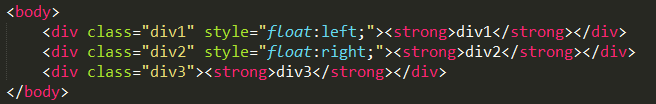 <body>
    <div class="div1" style="float:left;"><strong>div1</strong></div>
    <div class="div2" style="float:right;"><strong>div2</strong></div>
    <div class="div3"><strong>div3</strong></div>
</body>